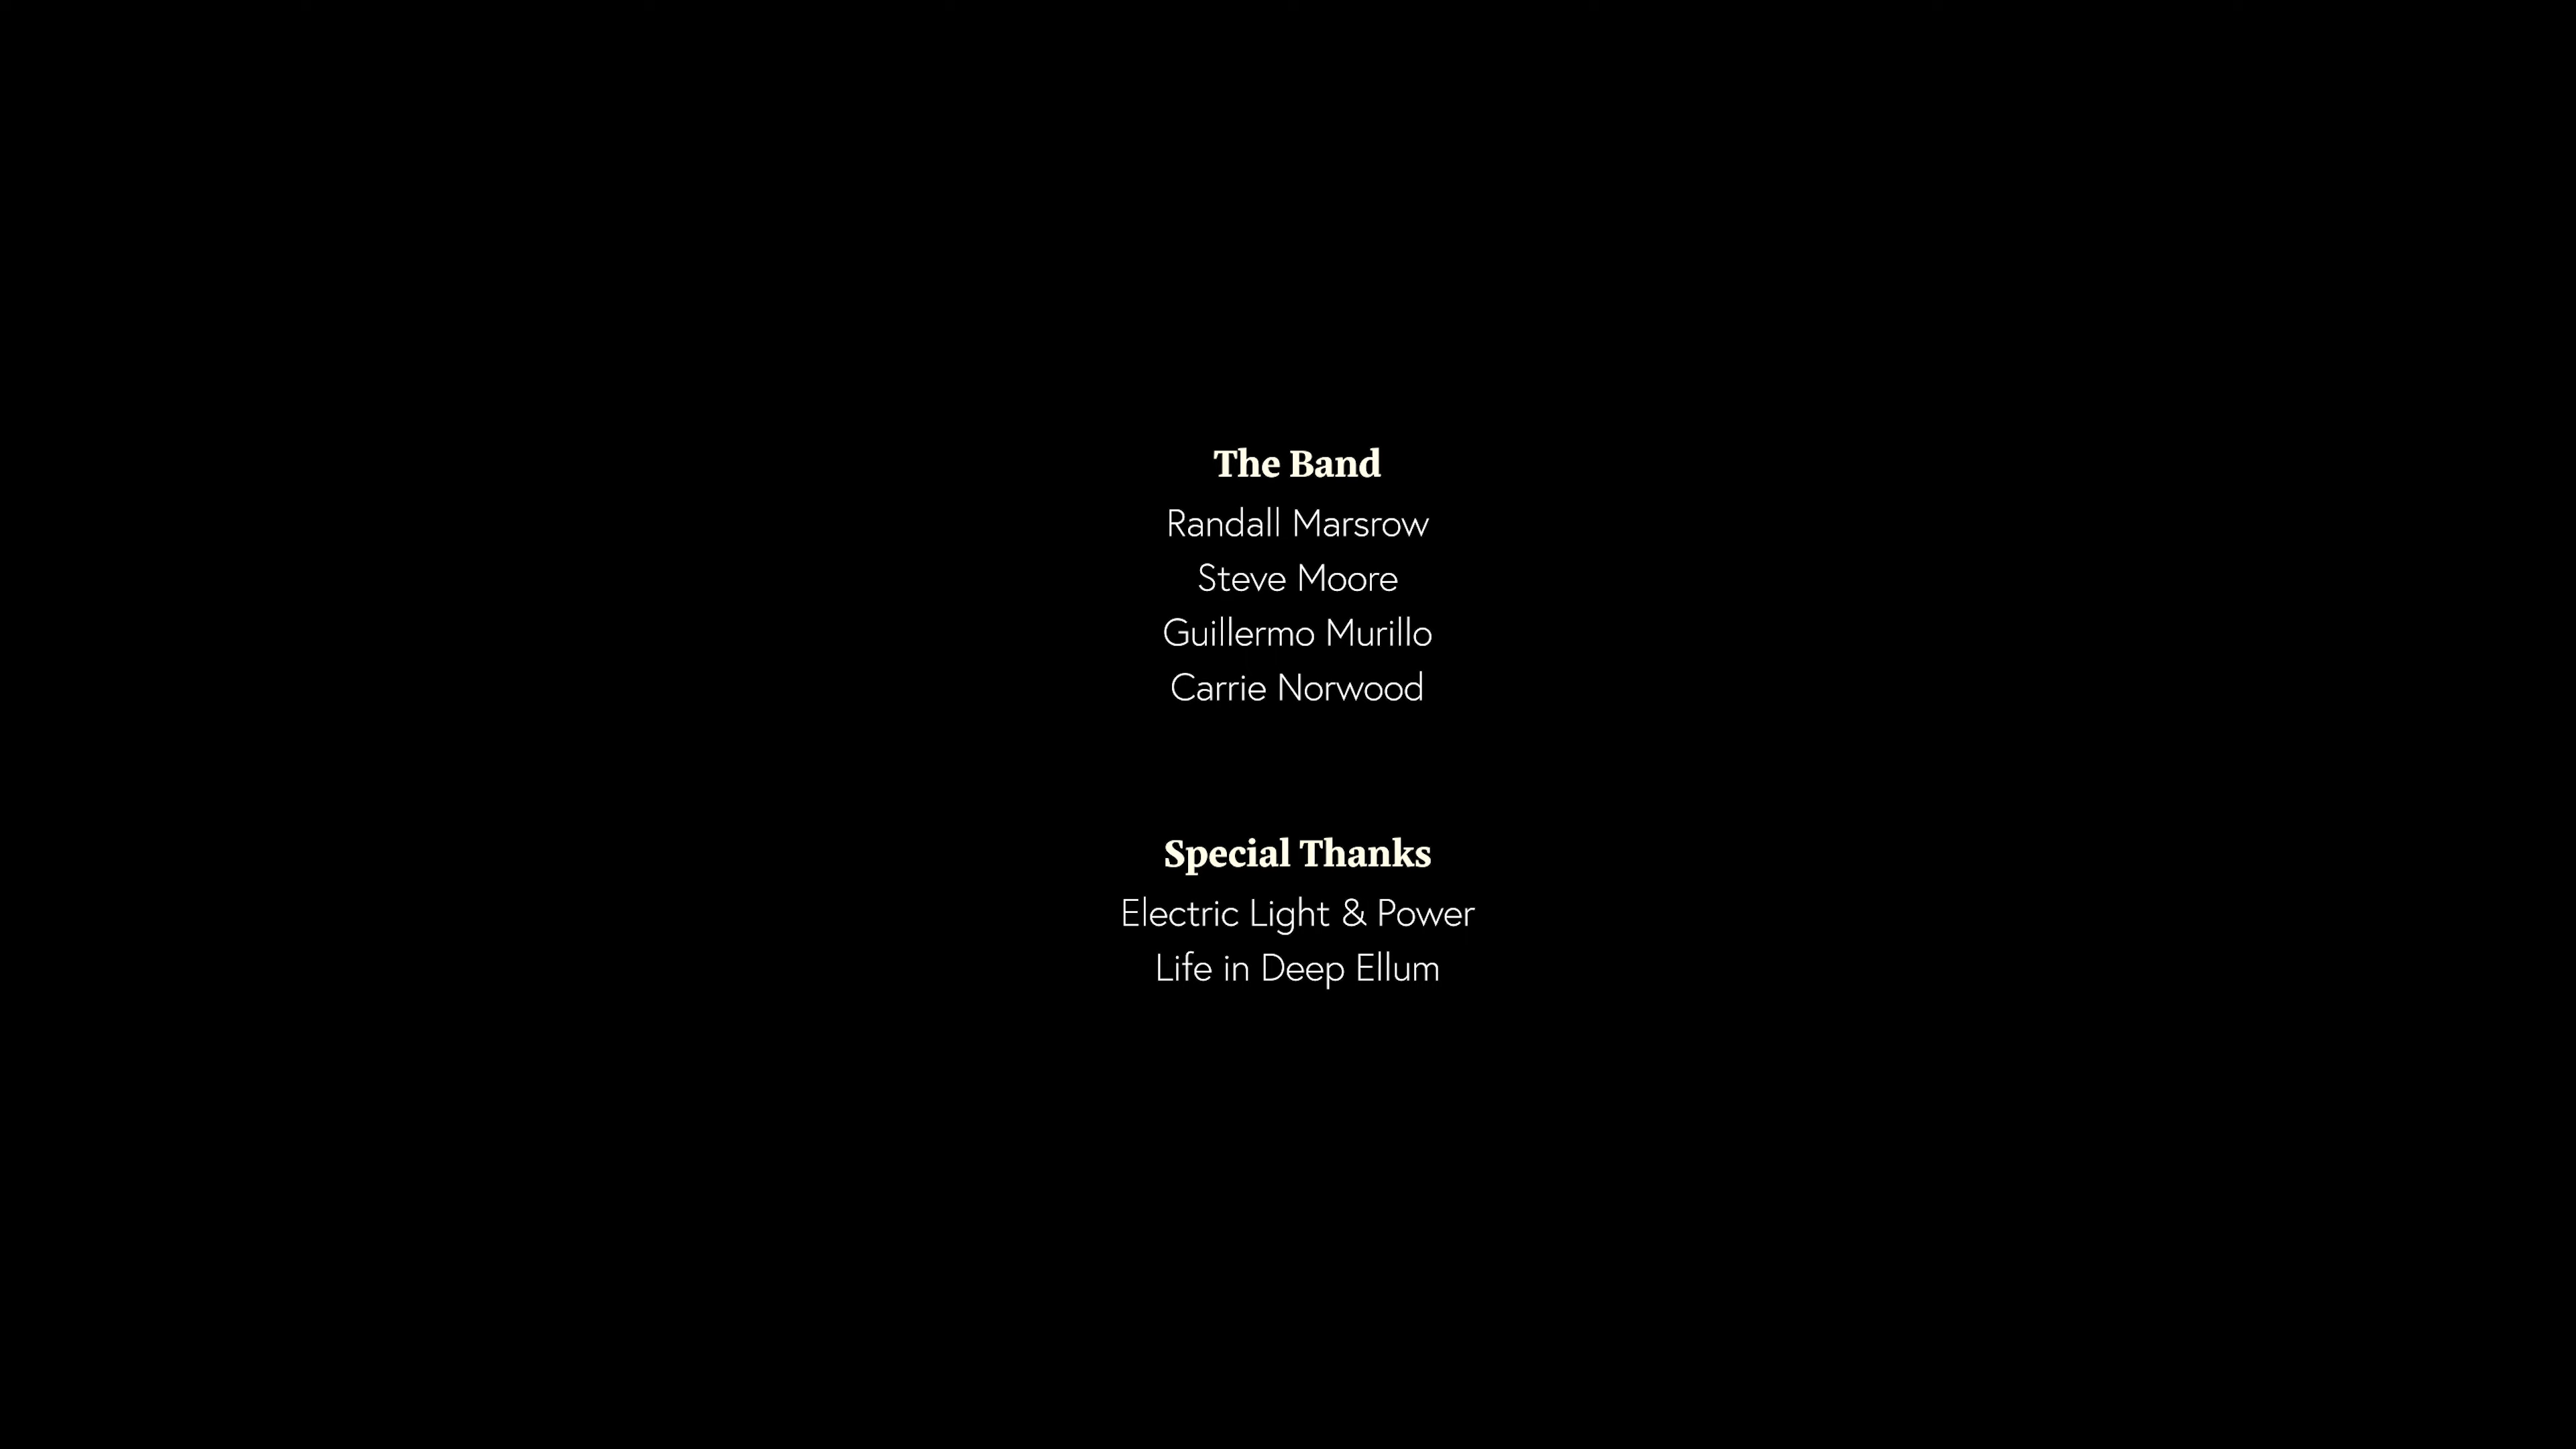 The Band
Randall Marsrow
Steve Moore
Guillermo Murillo
Carrie Norwood
Special Thanks
Electric Light & Power
Life in Deep Ellum